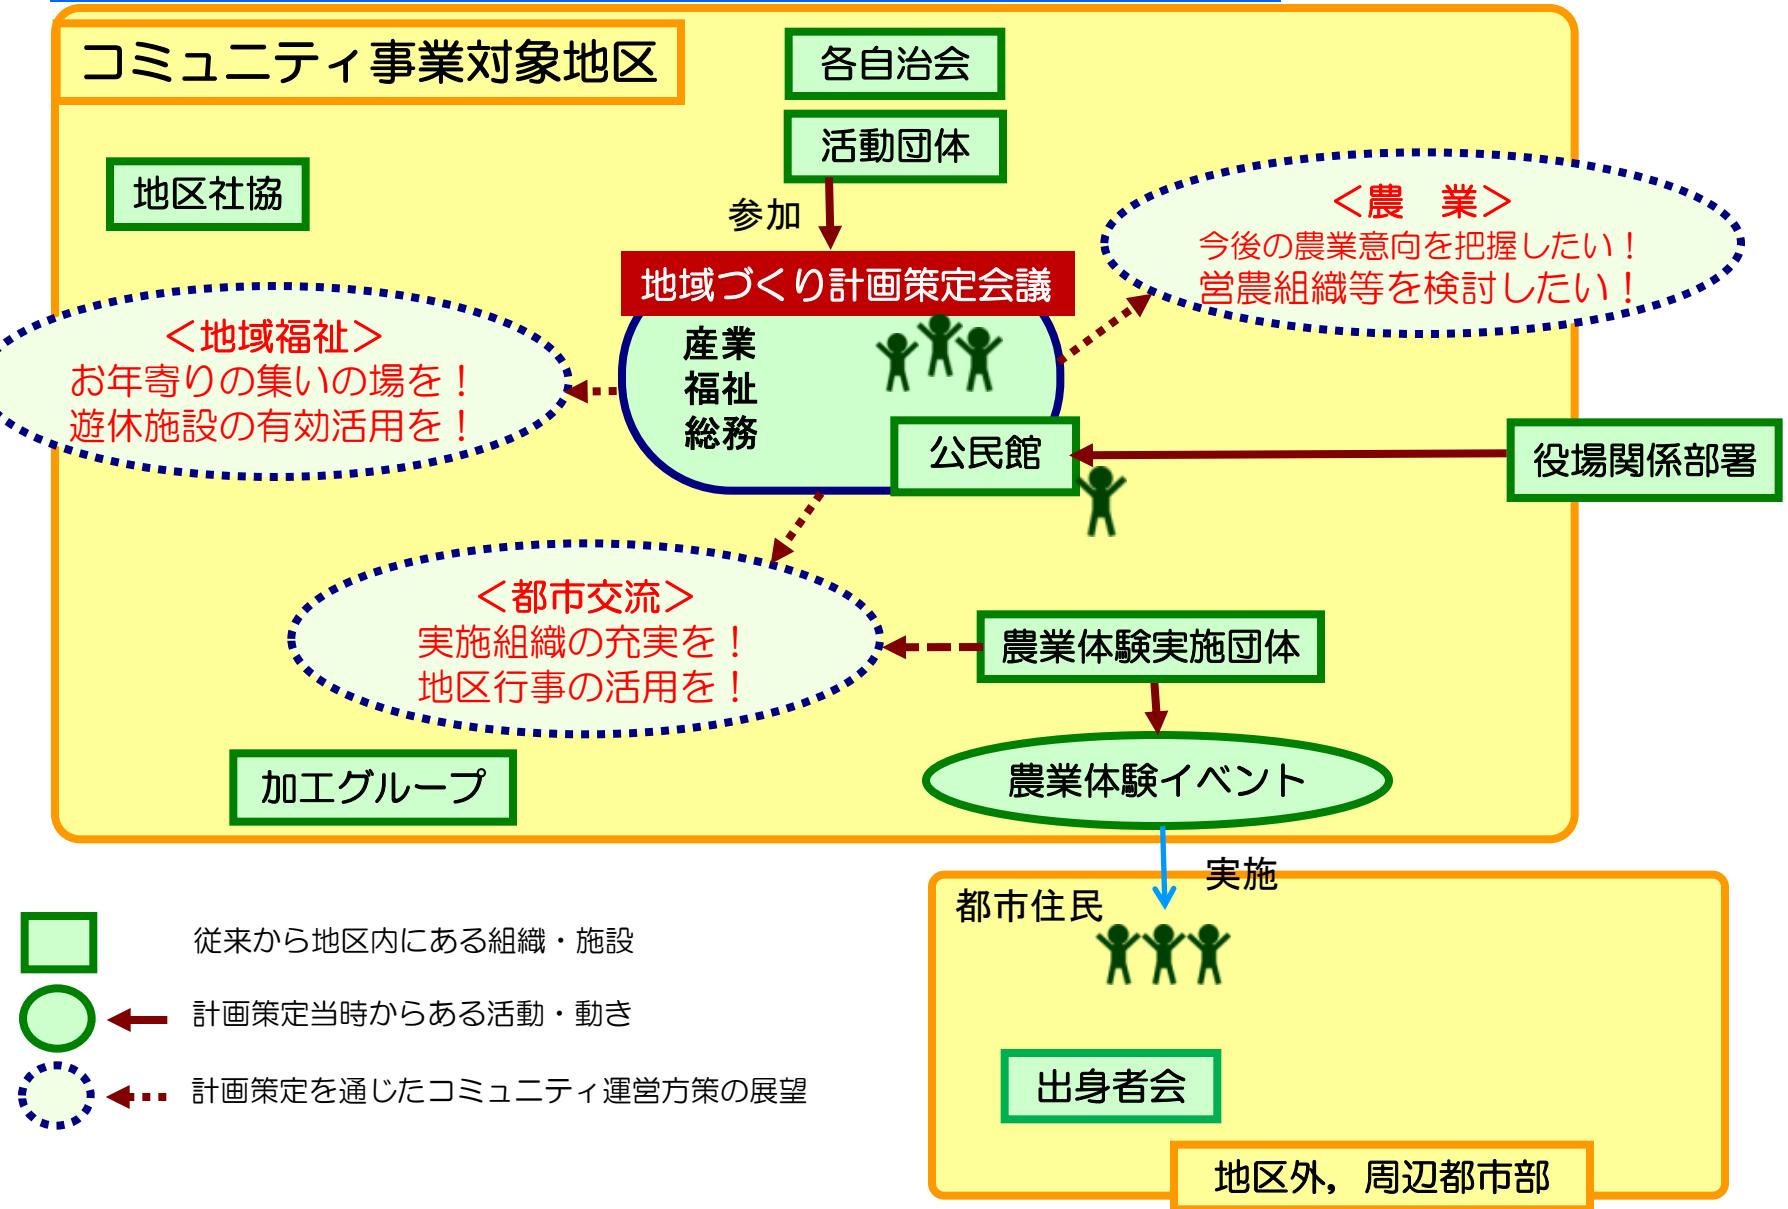 コミュニティ事業対象地区
各自治会
活動団体
地区社協
参加
＜農　業＞
今後の農業意向を把握したい！
営農組織等を検討したい！
地域づくり計画策定会議
産業
福祉
総務
＜地域福祉＞
お年寄りの集いの場を！
遊休施設の有効活用を！
公民館
役場関係部署
＜都市交流＞
実施組織の充実を！
地区行事の活用を！
農業体験実施団体
加工グループ
農業体験イベント
実施
都市住民
従来から地区内にある組織・施設
計画策定当時からある活動・動き
計画策定を通じたコミュニティ運営方策の展望
出身者会
地区外，周辺都市部